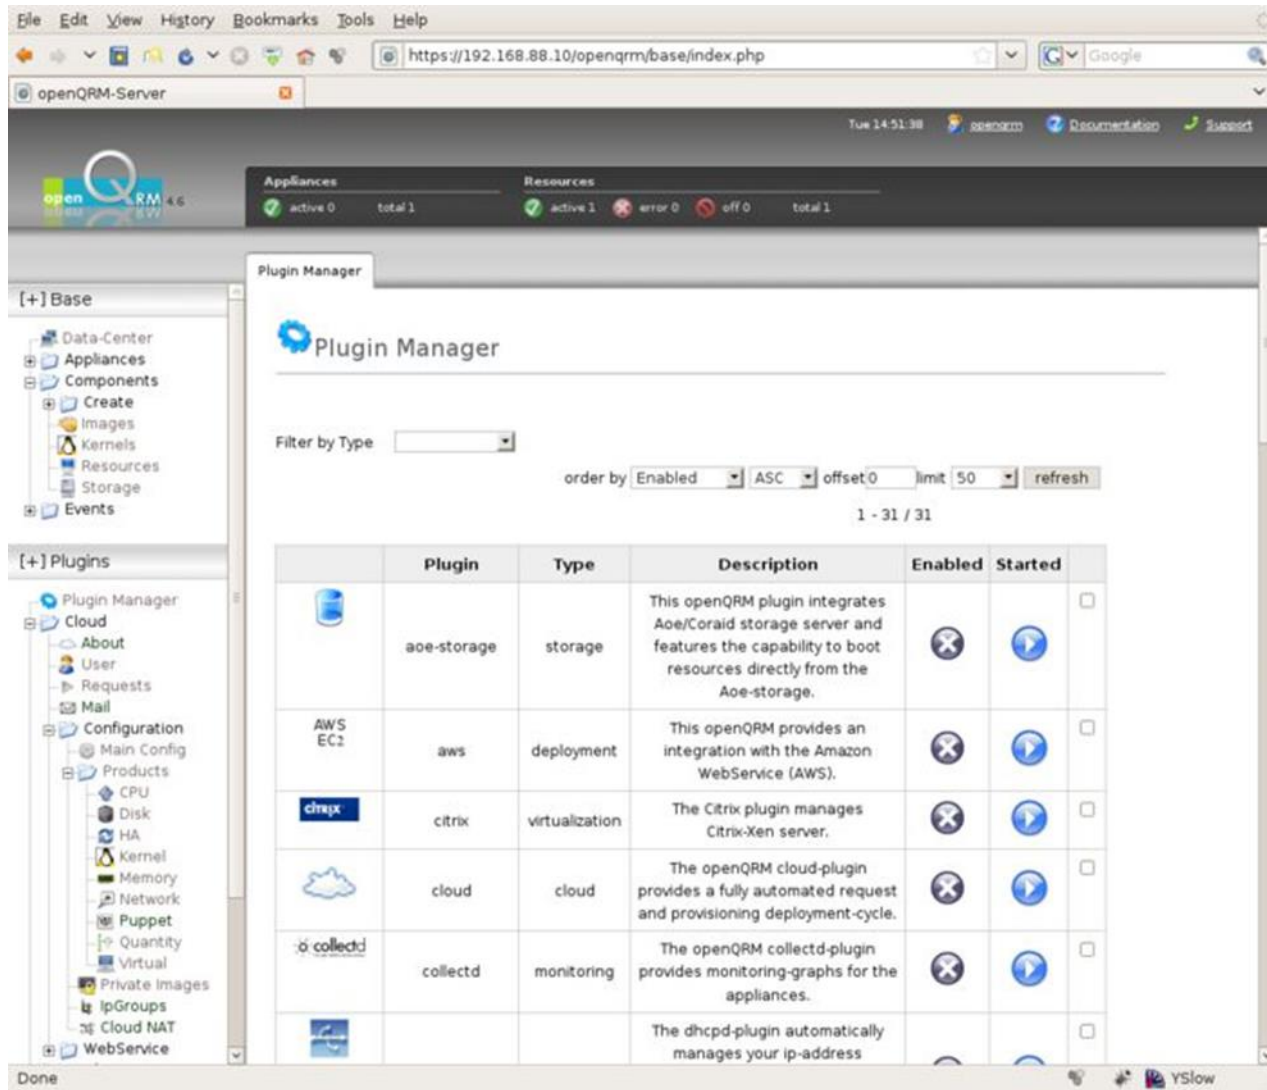 File Edit View History Bookmarks Tools Help
https://192.168.88.10/openqrm/base/index.php
Google
openQRM-Server
Tue 14:51:38 openqrm Documentation Support
open QRM 4.6
Appliances
active 0 total 1
Resources
active 1 error 0 off 0 total 1
Plugin Manager
[+] Base
Data-Center
Appliances
Components
Create
Images
Kernels
Resources
Storage
Events
[+] Plugins
Plugin Manager
Cloud
About
User
Requests
Mail
Configuration
Main Config
Products
CPU
Disk
HA
Kernel
Memory
Network
Puppet
Quantity
Virtual
Private Images
IpGroups
Cloud NAT
WebService
Plugin Manager
Filter by Type
order by Enabled ASC offset 0 limit 50 refresh
1 - 31 / 31
Plugin Type Description Enabled Started
aoe-storage storage
This openQRM plugin integrates
Aoe/Coraid storage server and
features the capability to boot
resources directly from the
Aoe-storage.
AWS
EC2
aws deployment
This openQRM provides an
integration with the Amazon
WebService (AWS).
citrix
citrix virtualization
The Citrix plugin manages
Citrix-Xen server.
cloud cloud
The openQRM cloud-plugin
provides a fully automated request
and provisioning deployment-cycle.
collectd
collectd monitoring
The openQRM collectd-plugin
provides monitoring-graphs for the
appliances.
The dhcpd-plugin automatically
manages your ip-address
Done YSlow